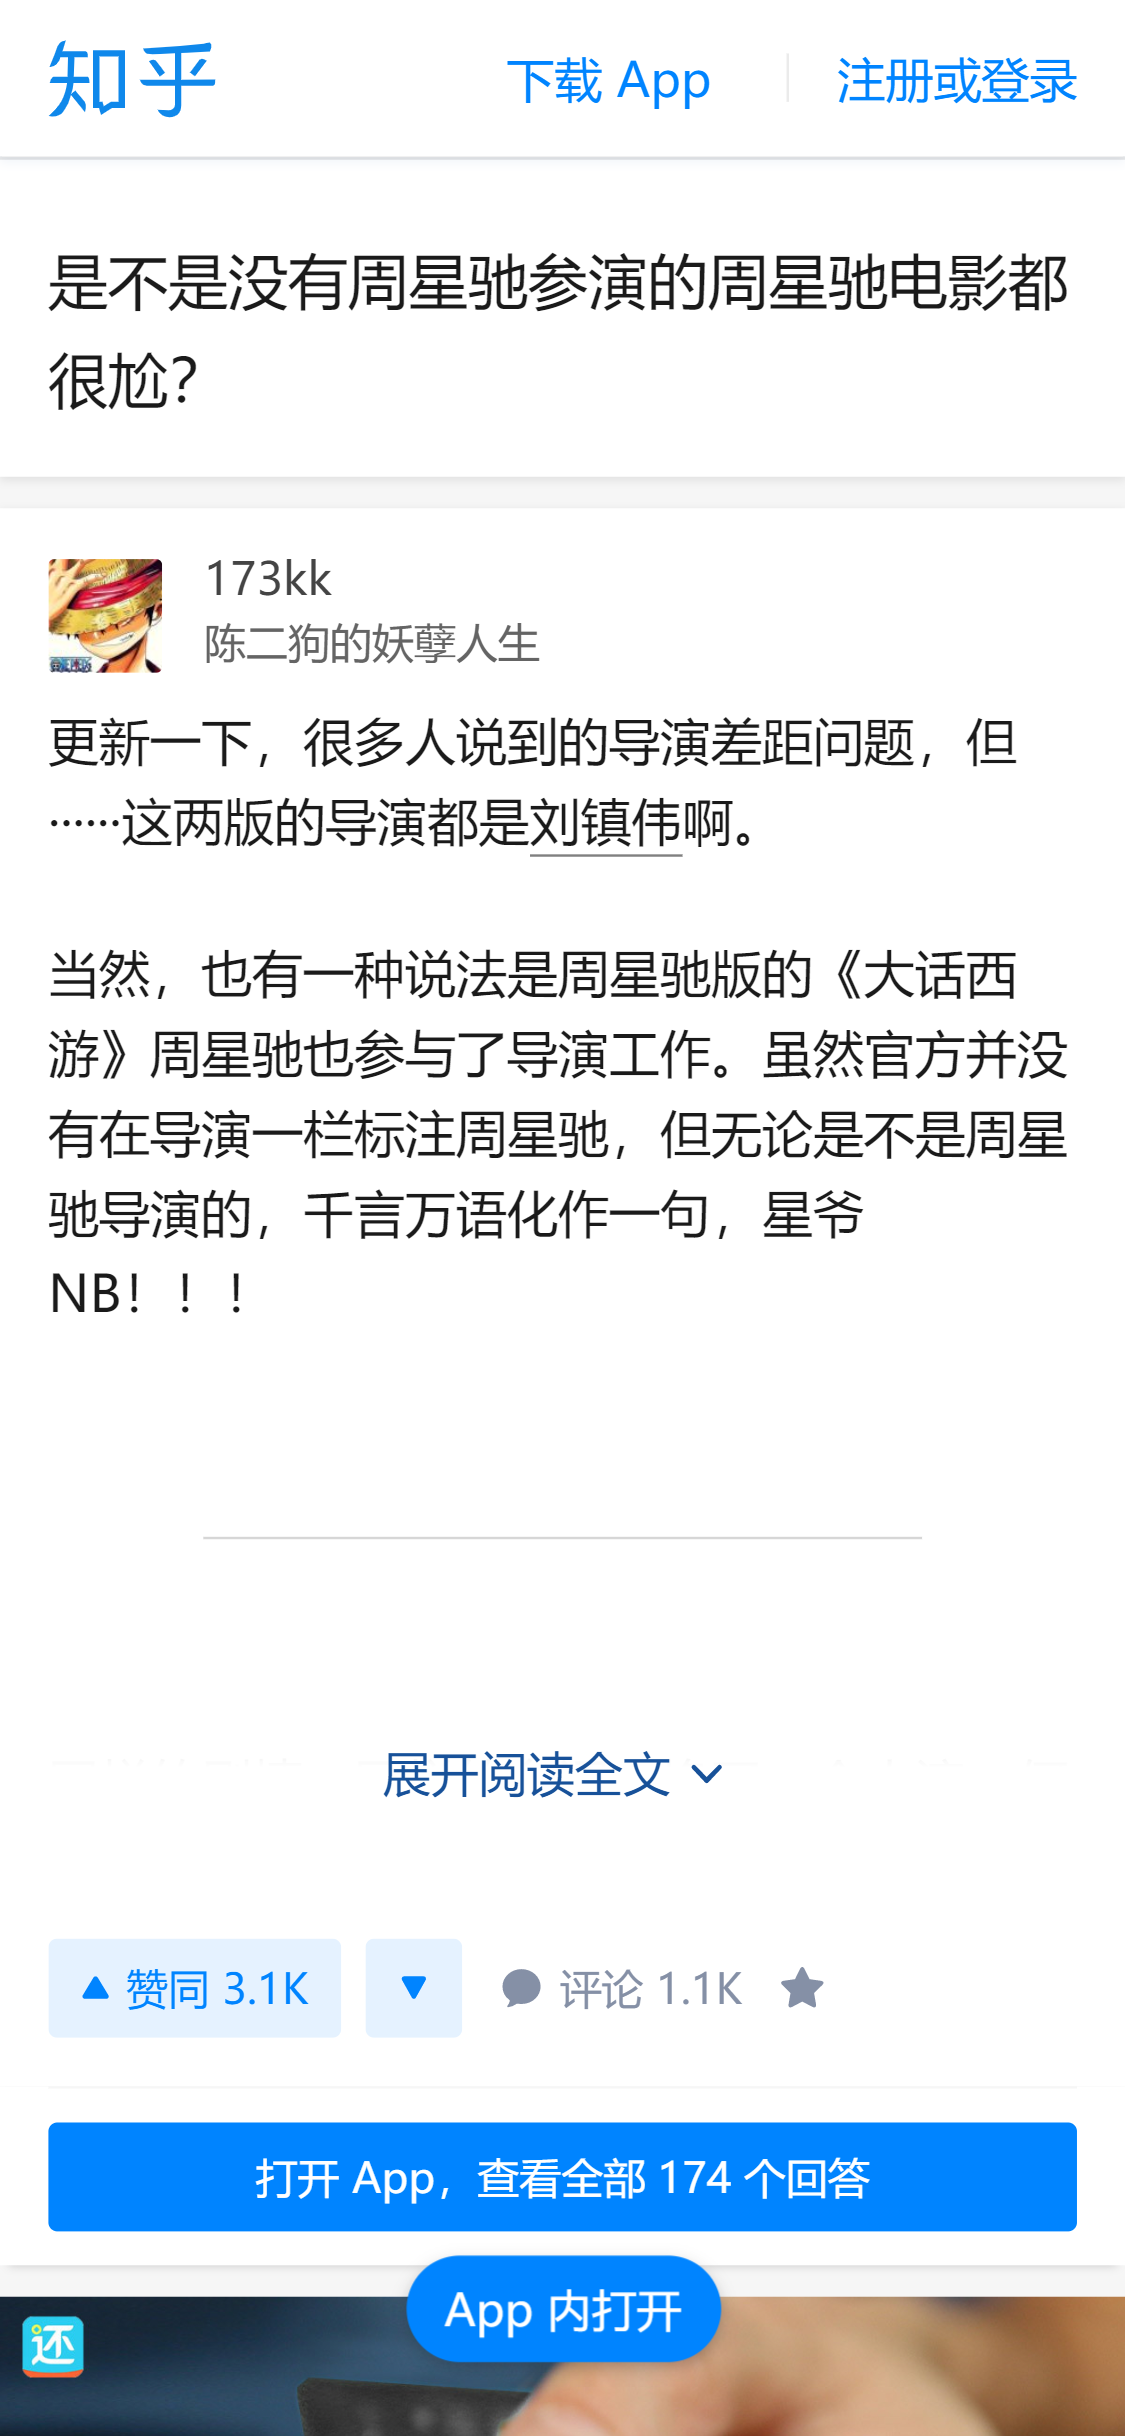 知乎
下载 App
注册或登录
是不是没有周星驰参演的周星驰电影都
很尬？
173kk
陈二狗的妖孽人生
更新一下，很多人说到的导演差距问题，但
……这两版的导演都是刘镇伟啊。
当然，也有一种说法是周星驰版的《大话西
游》周星驰也参与了导演工作。虽然官方并没
有在导演一栏标注周星驰，但无论是不是周星
驰导演的，千言万语化作一句，星爷
NB！！！
展开阅读全文
赞同 3.1K
评论 1.1K
打开 App，查看全部 174 个回答
App 内打开
还